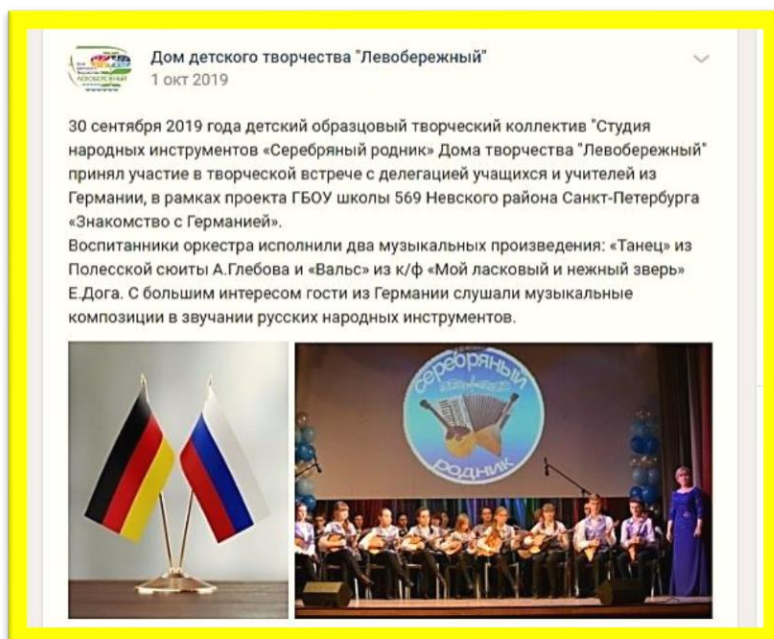 Дом детского творчества "Левобережный"
1 окт 2019
30 сентября 2019 года детский образцовый творческий коллектив "Студия
народных инструментов «Серебряный родник» Дома творчества "Левобережный"
принял участие в творческой встрече с делегацией учащихся и учителей из
Германии, в рамках проекта ГБОУ школы 569 Невского района Санкт-Петербурга
«Знакомство с Германией».
Воспитанники оркестра исполнили два музыкальных произведения: «Танец» из
Полесской сюиты А.Глебова и «Вальс» из к/ф «Мой ласковый и нежный зверь»
Е.Дога. С большим интересом гости из Германии слушали музыкальные
композиции в звучании русских народных инструментов.
серебряный
родник